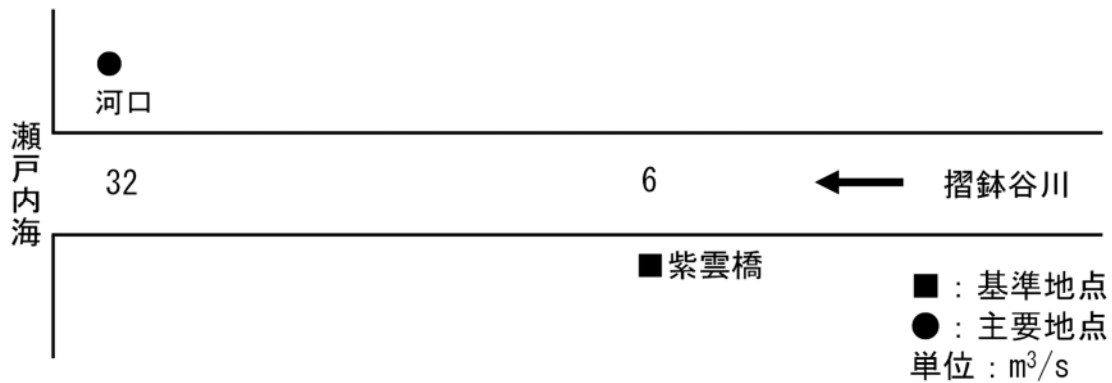 河口
瀬戸内海
32
6
摺鉢谷川
■紫雲橋
■：基準地点
●：主要地点
単位：m³/s